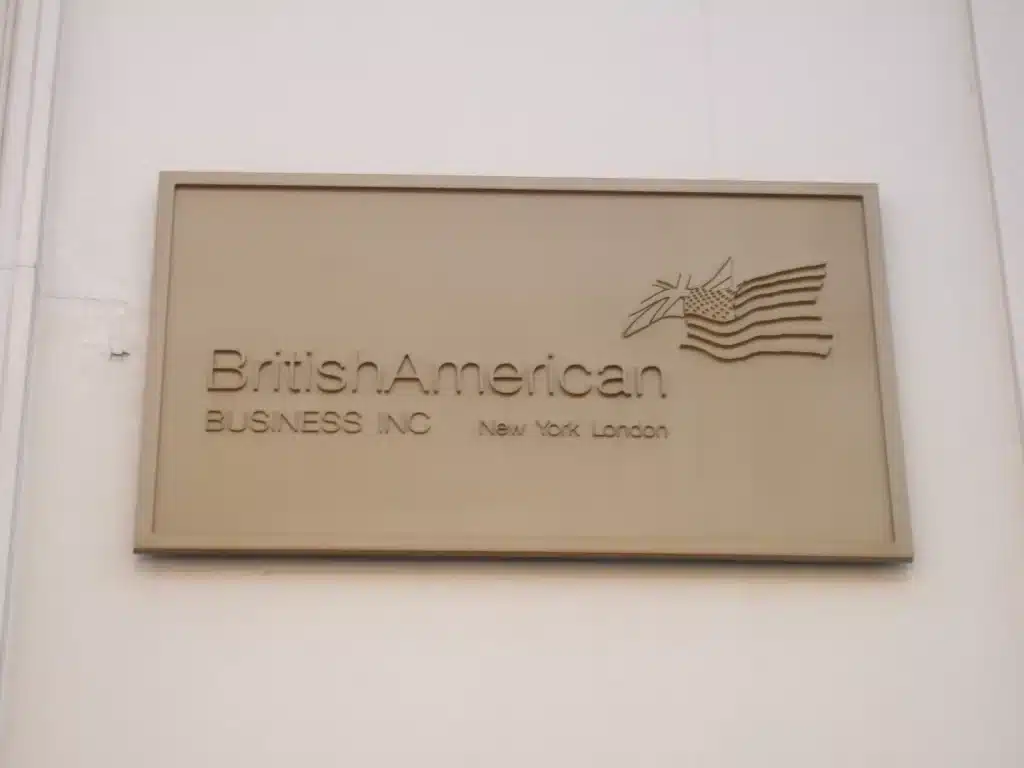 BritishAmerican
BUSINESS INC New York London